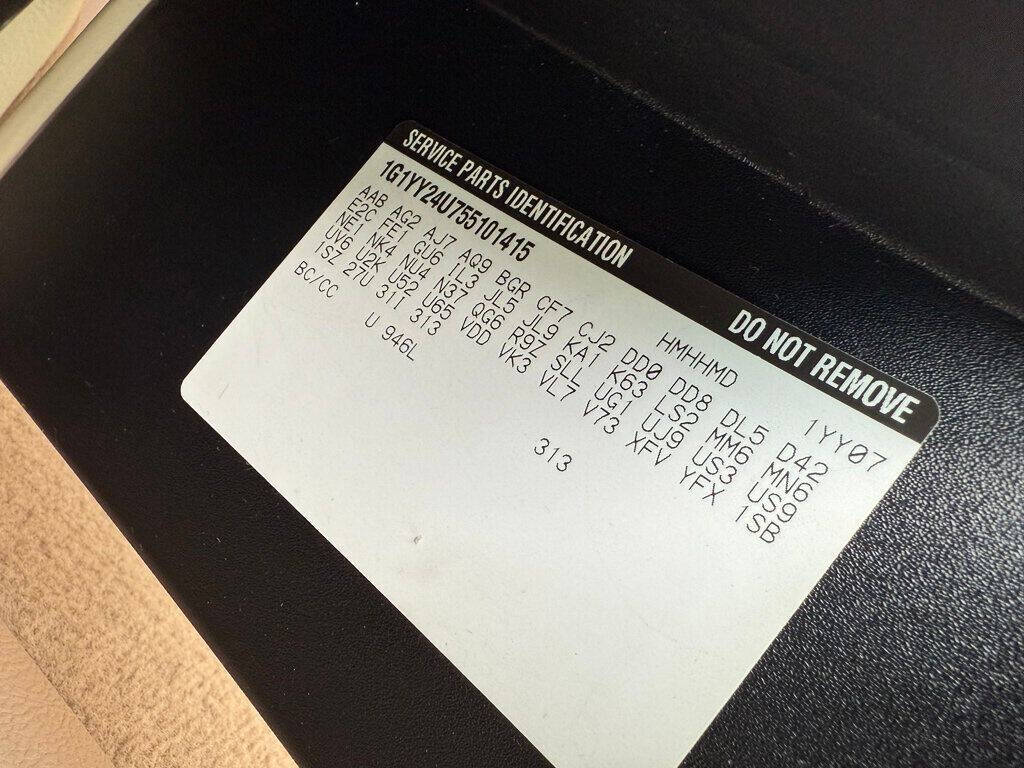 SERVICE PARTS IDENTIFICATION DO NOT REMOVE
1G1YY24U755101415 HMHHMD 1YY07
AAB AG2 AJ7 AQ9 BGR CF7 CJ2 DD0 DD8 DL5 D42
E2C FE1 GU6 IL3 JL5 JL9 KA1 K63 LS2 MM6 MN6
NE1 NK4 NU4 N37 QG6 R9Z SLL UG1 UJ9 US3 US9
UV6 U2K U52 U65 VDD VK3 VL7 V73 XFV YFX 1SB
1SZ 27U 31I 313
BC/CC U 946L 313